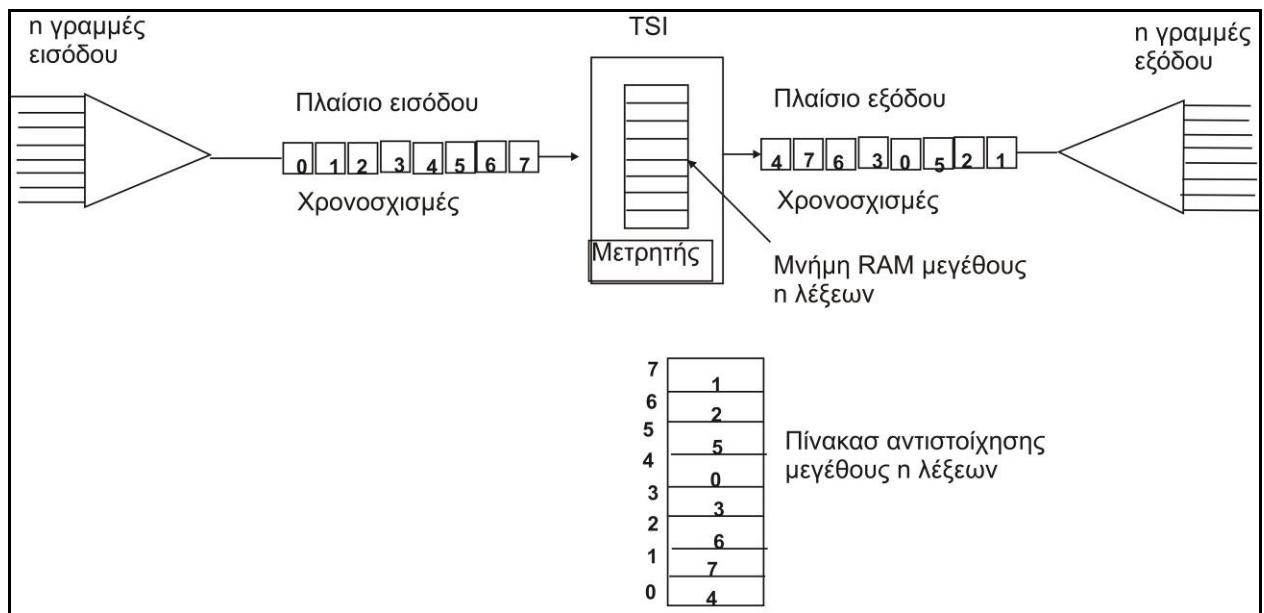 n γραμμές
εισόδου
TSI
n γραμμές
εξόδου
Πλαίσιο εισόδου
Πλαίσιο εξόδου
0 1 2 3 4 5 6 7
4 7 6 3 0 5 2 1
Χρονοσχισμές
Χρονοσχισμές
Μετρητής
Μνήμη RAM μεγέθους
n λέξεων
7 1
6 2
5 5
4 0
3 3
2 6
1 7
0 4
Πίνακασ αντιστοίχησης
μεγέθους n λέξεων